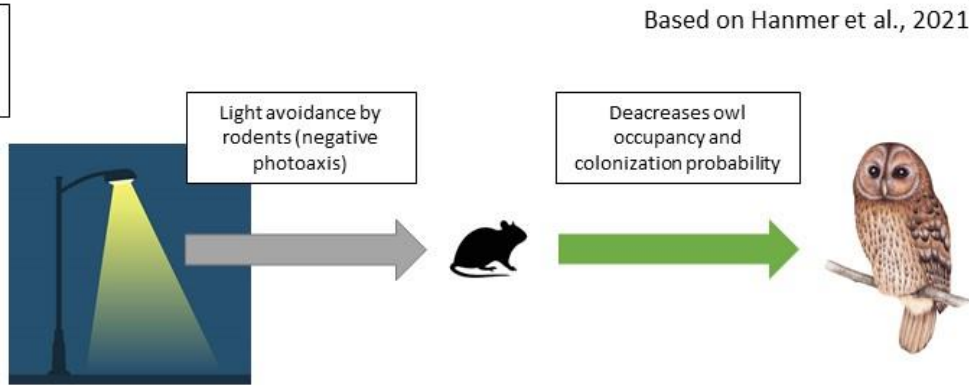 Based on Hanmer et al., 2021
Light avoidance by
rodents (negative
photoaxis)
Deacreases owl
occupancy and
colonization probability